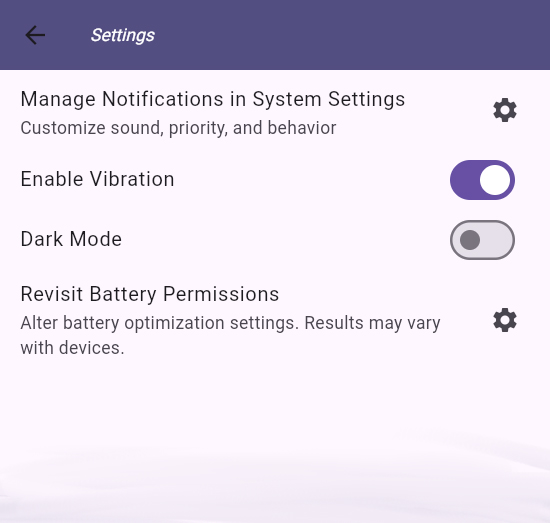 Settings
Manage Notifications in System Settings
Customize sound, priority, and behavior
Enable Vibration
Dark Mode
Revisit Battery Permissions
Alter battery optimization settings. Results may vary
with devices.